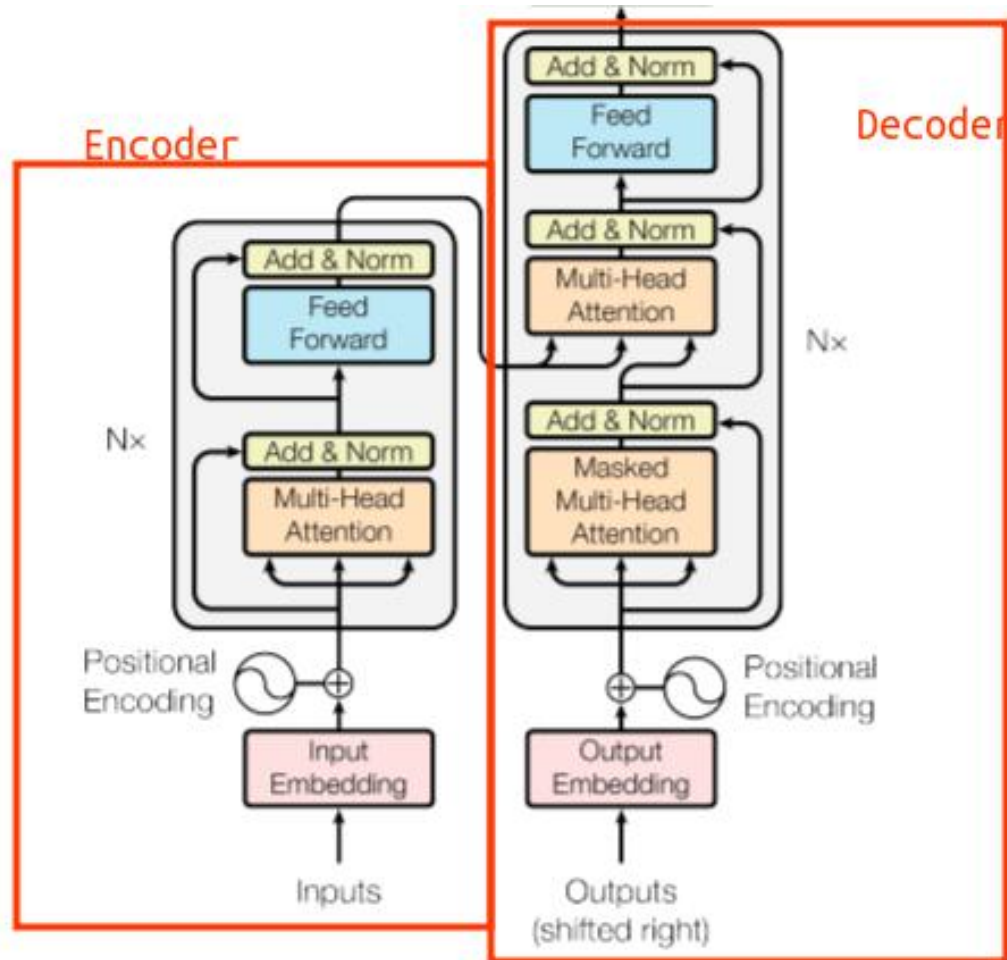 Encoder
Add & Norm
Feed
Forward
Nx
Add & Norm
Multi-Head
Attention
Positional
Encoding
Input
Embedding
Inputs
Decoder
Add & Norm
Feed
Forward
Add & Norm
Multi-Head
Attention
Nx
Add & Norm
Masked
Multi-Head
Attention
Positional
Encoding
Output
Embedding
Outputs
(shifted right)